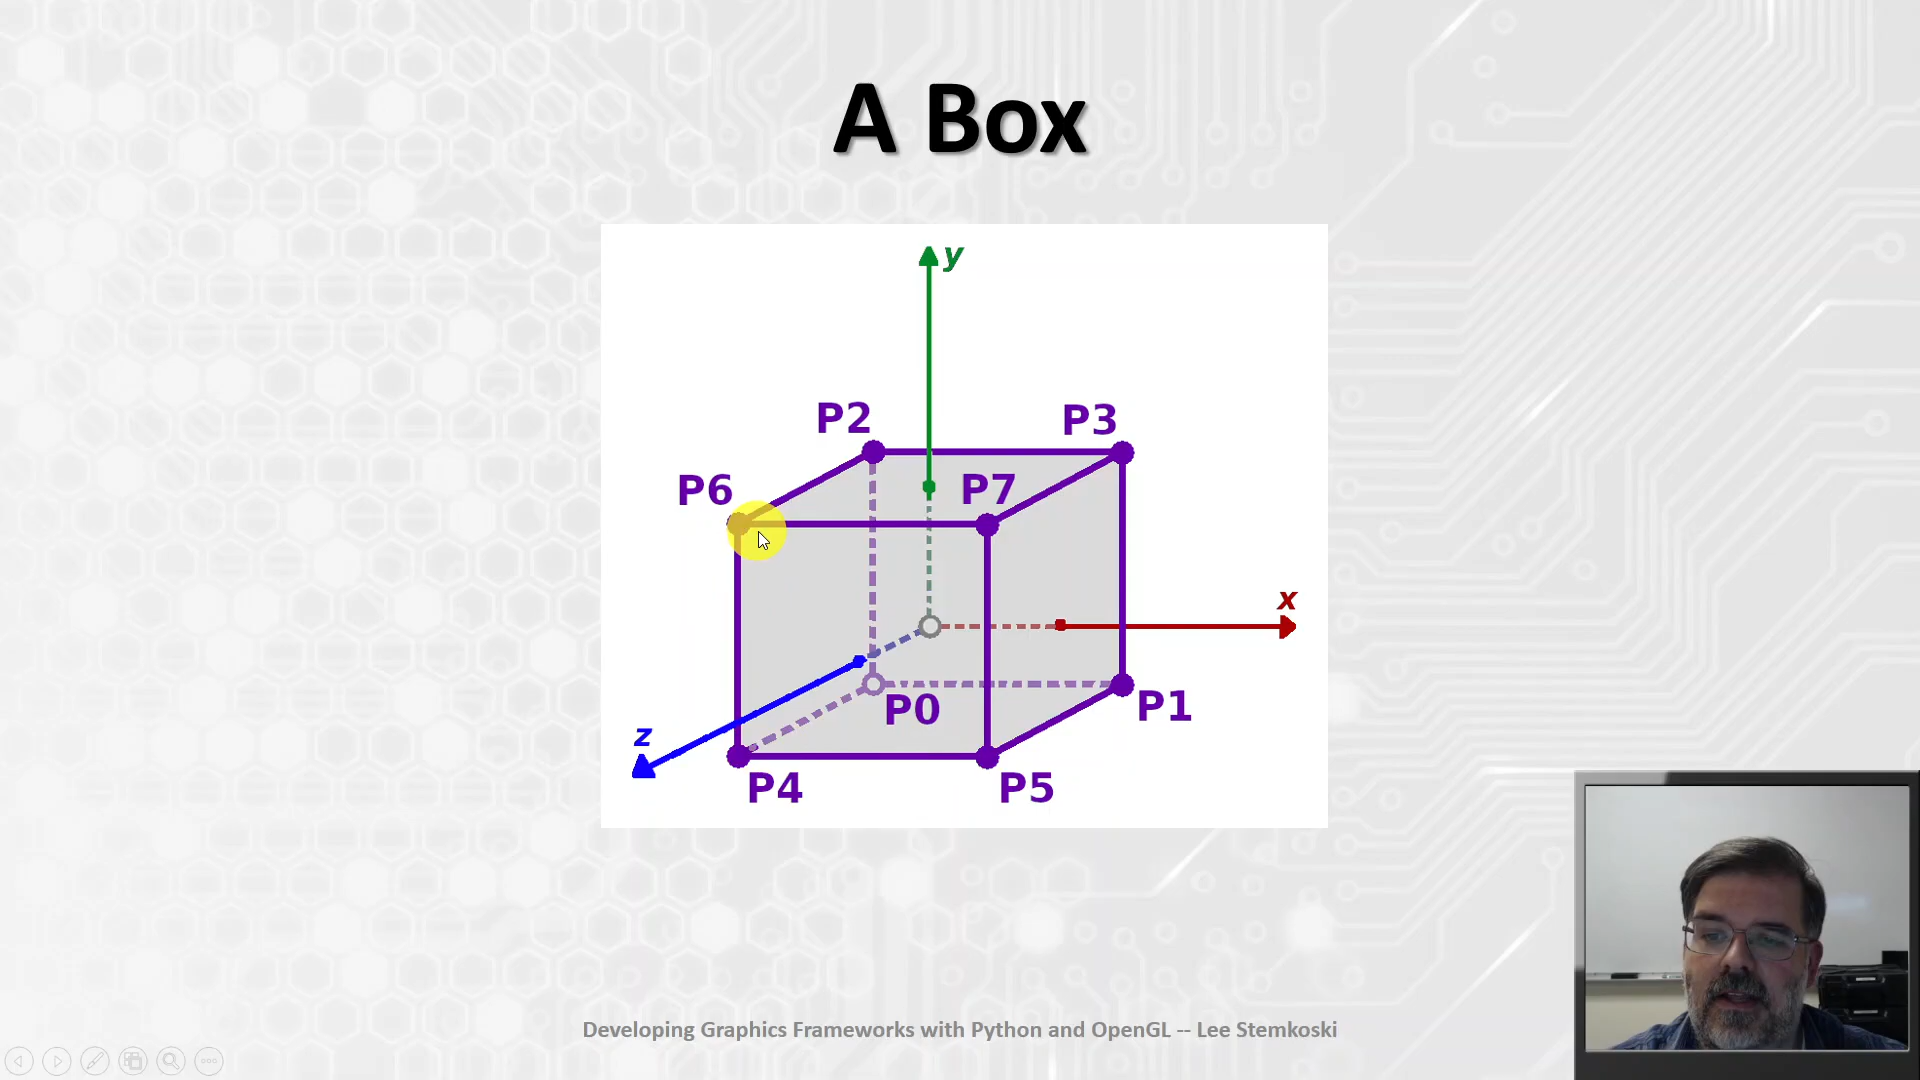 A Box
y
P2
P3
P6
P7
x
P0
P1
z
P4
P5
Developing Graphics Frameworks with Python and OpenGL -- Lee Stemkoski